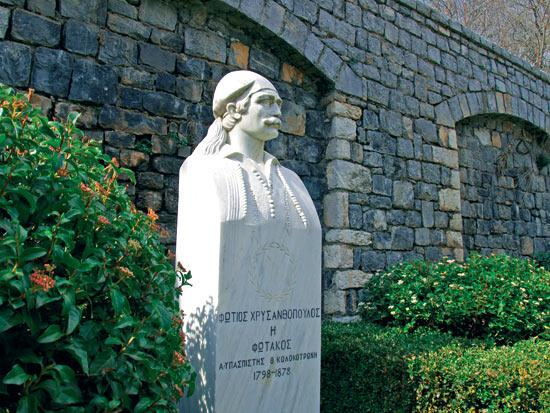 ΦΩΤΙΟΣ ΧΡΥΣΑΝΘΟΠΟΥΛΟΣ
Η
ΦΩΤΑΚΟΣ
Α΄ ΥΠΑΣΠΙΣΤΗΣ Θ. ΚΟΛΟΚΟΤΡΩΝΗ
1798-1878